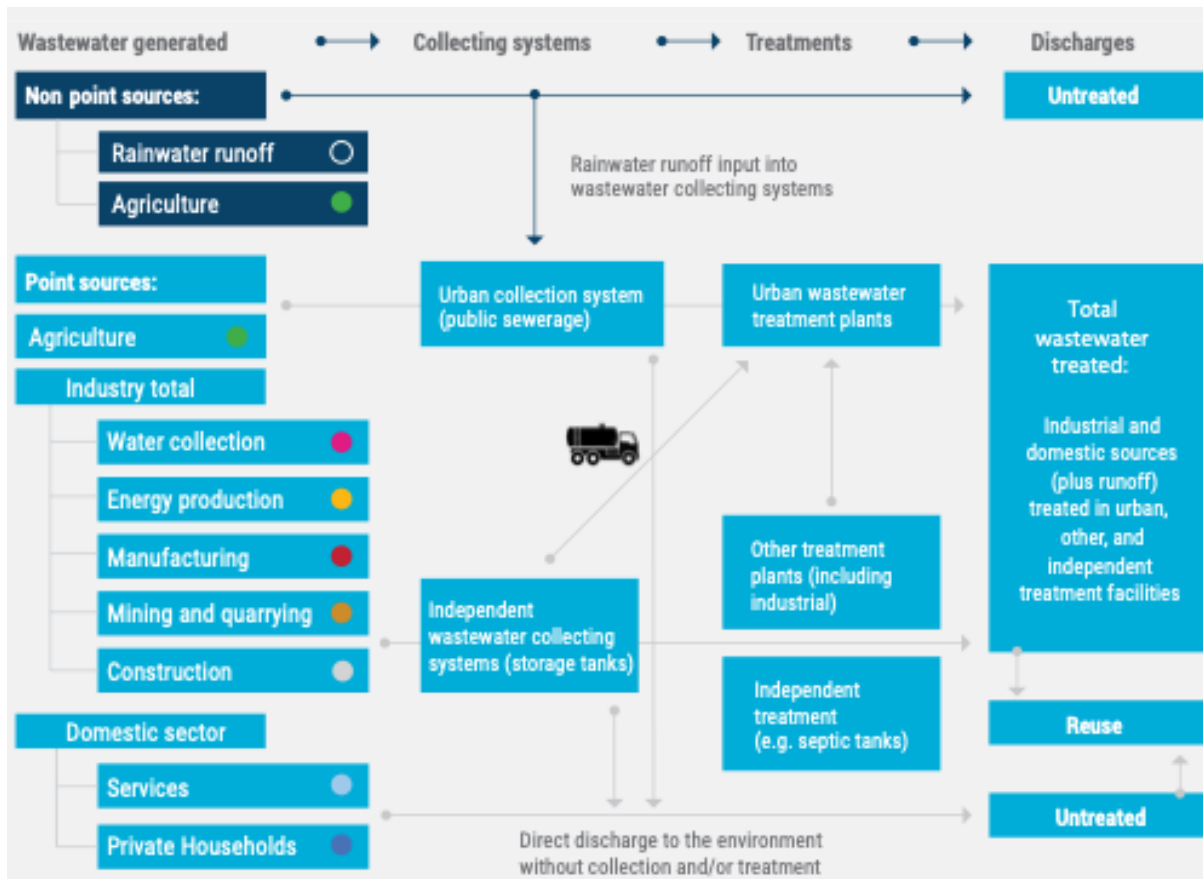 Wastewater generated
Collecting systems
Treatments
Discharges
Non point sources:
Untreated
Rainwater runoff
Agriculture
Rainwater runoff input into
wastewater collecting systems
Point sources:
Agriculture
Industry total
Water collection
Energy production
Manufacturing
Mining and quarrying
Construction
Domestic sector
Services
Private Households
Urban collection system
(public sewerage)
Independent
wastewater collecting
systems (storage tanks)
Urban wastewater
treatment plants
Other treatment
plants (including
industrial)
Independent
treatment
(e.g. septic tanks)
Direct discharge to the environment
without collection and/or treatment
Total
wastewater
treated:
Industrial and
domestic sources
(plus runoff)
treated in urban,
other, and
independent
treatment facilities
Reuse
Untreated